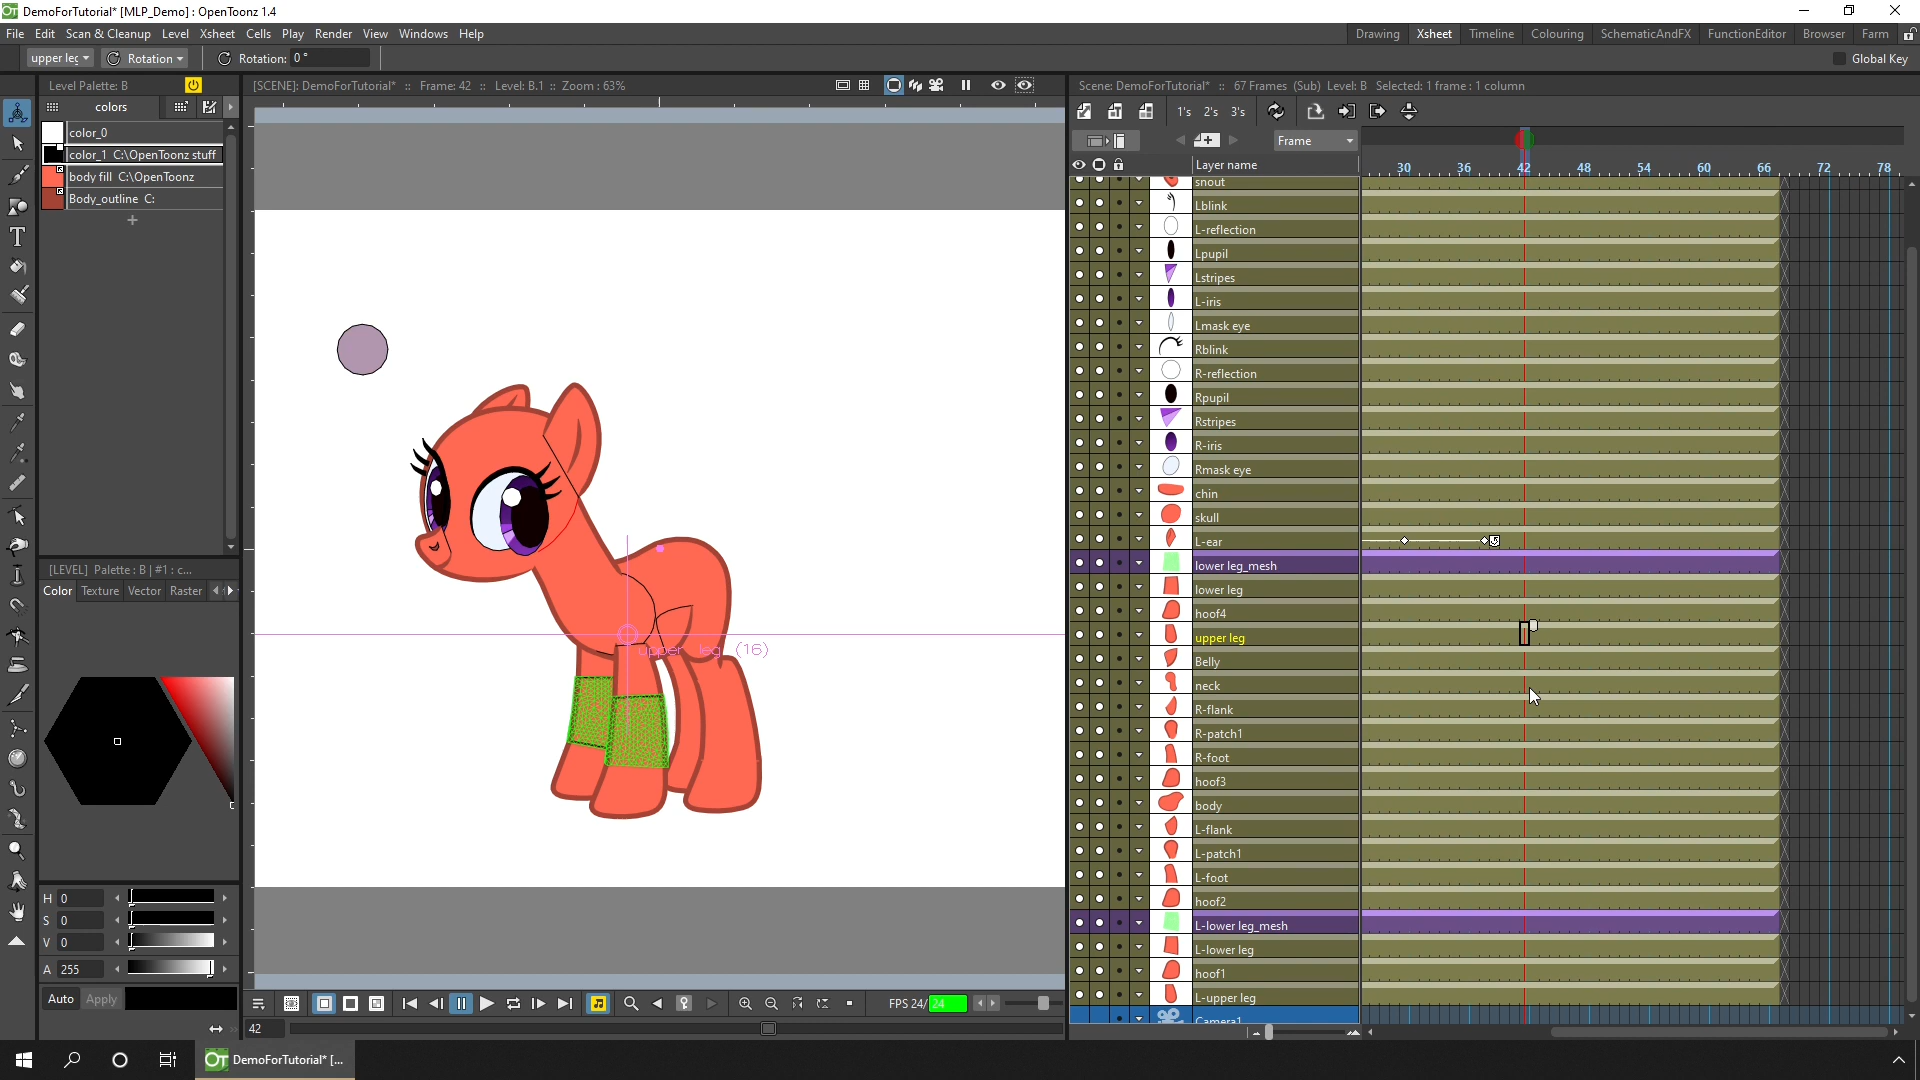 DemoForTutorial* [MLP_Demo] : OpenToonz 1.4
File Edit Scan & Cleanup Level Xsheet Cells Play Render View Windows Help
Drawing Xsheet Timeline Colouring SchematicAndFX FunctionEditor Browser Farm
upper leg Rotation Rotation: 0 °
Global Key
Level Palette: B
[SCENE]: DemoForTutorial* :: Frame: 42 :: Level: B.1 :: Zoom : 63%
Scene: DemoForTutorial* :: 67 Frames (Sub) Level: B Selected: 1 frame : 1 column
colors
1's 2's 3's
Frame
color_0
color_1 C:\OpenToonz stuff
body fill C:\OpenToonz
Body_outline C:
+
Layer name
30 36 42 48 54 60 66 72 78
snout
Lblink
L-reflection
Lpupil
Lstripes
L-iris
Lmask eye
Rblink
R-reflection
Rpupil
Rstripes
R-iris
Rmask eye
chin
skull
L-ear
lower leg_mesh
lower leg
hoof4
upper leg
Belly
neck
R-flank
R-patch1
R-foot
hoof3
body
L-flank
L-patch1
L-foot
hoof2
L-lower leg_mesh
L-lower leg
hoof1
L-upper leg
Camera1
upper leg (16)
[LEVEL] Palette : B | #1 : c...
Color Texture Vector Raster
H 0
S 0
V 0
A 255
Auto Apply
FPS 24/24
42
DemoForTutorial* [...